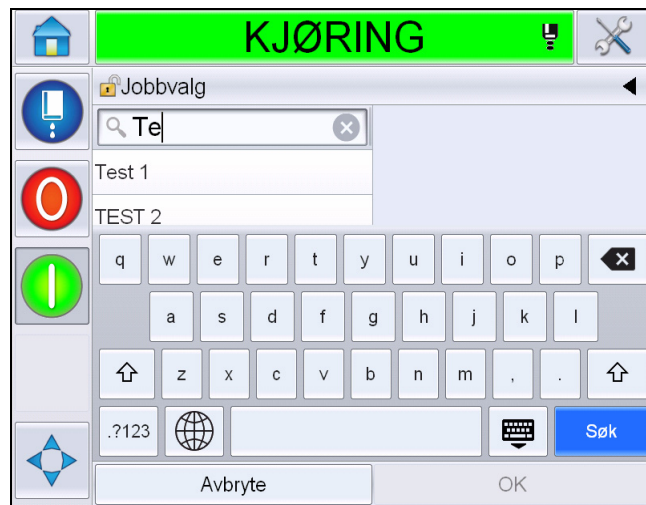 KJØRING
Jobbvalg
Te
Test 1
TEST 2
q w e r t y u i o p
a s d f g h j k l
z x c v b n m , .
.?123 Søk
Avbryte OK